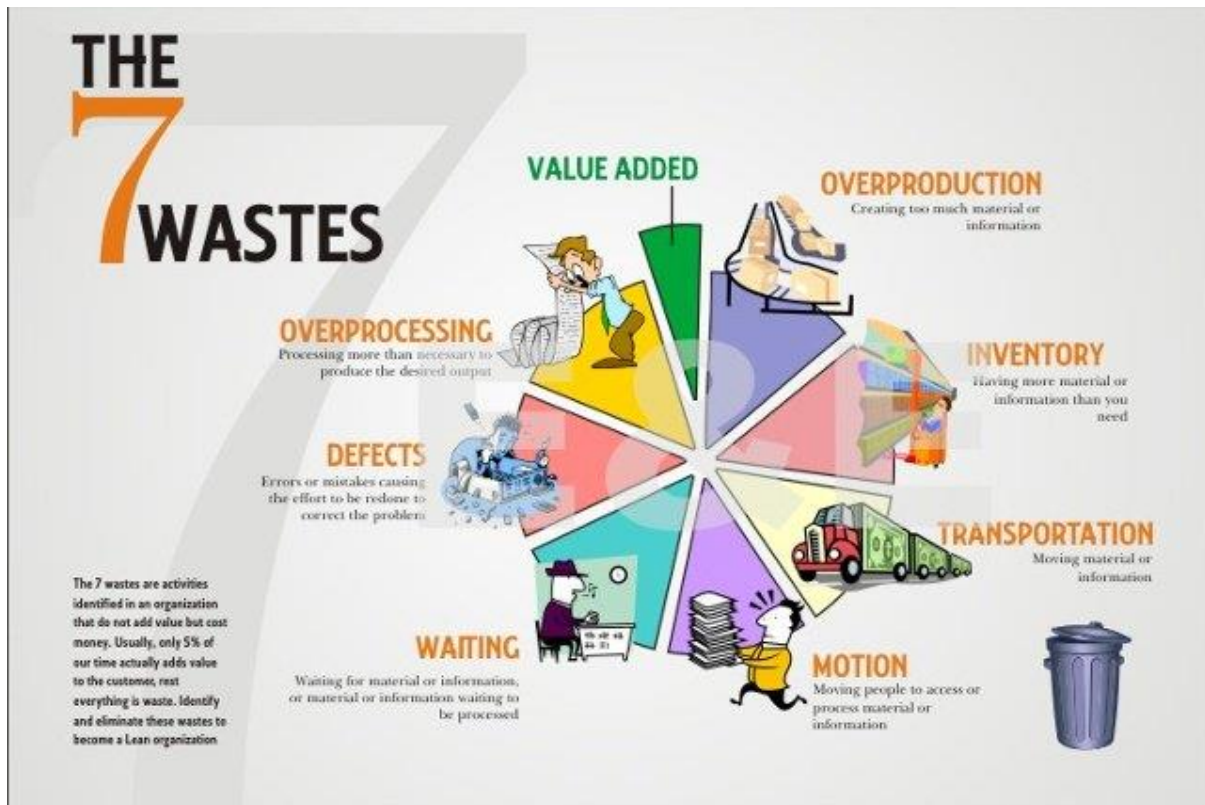 THE
7
WASTES
VALUE ADDED
OVERPRODUCTION
Creating too much material or
information
INVENTORY
Having more material or
information than you
need
TRANSPORTATION
Moving material or
information
MOTION
Moving people to access or
process material or
information
WAITING
Waiting for material or information,
or material or information waiting to
be processed
DEFECTS
Errors or mistakes causing
the effort to be redone to
correct the problem
OVERPROCESSING
Processing more than necessary to
produce the desired output
The 7 wastes are activities
identified in an organization
that do not add value but cost
money. Usually, only 5% of
our time actually adds value
to the customer, rest
everything is waste. Identify
and eliminate these wastes to
become a Lean organization
E&E